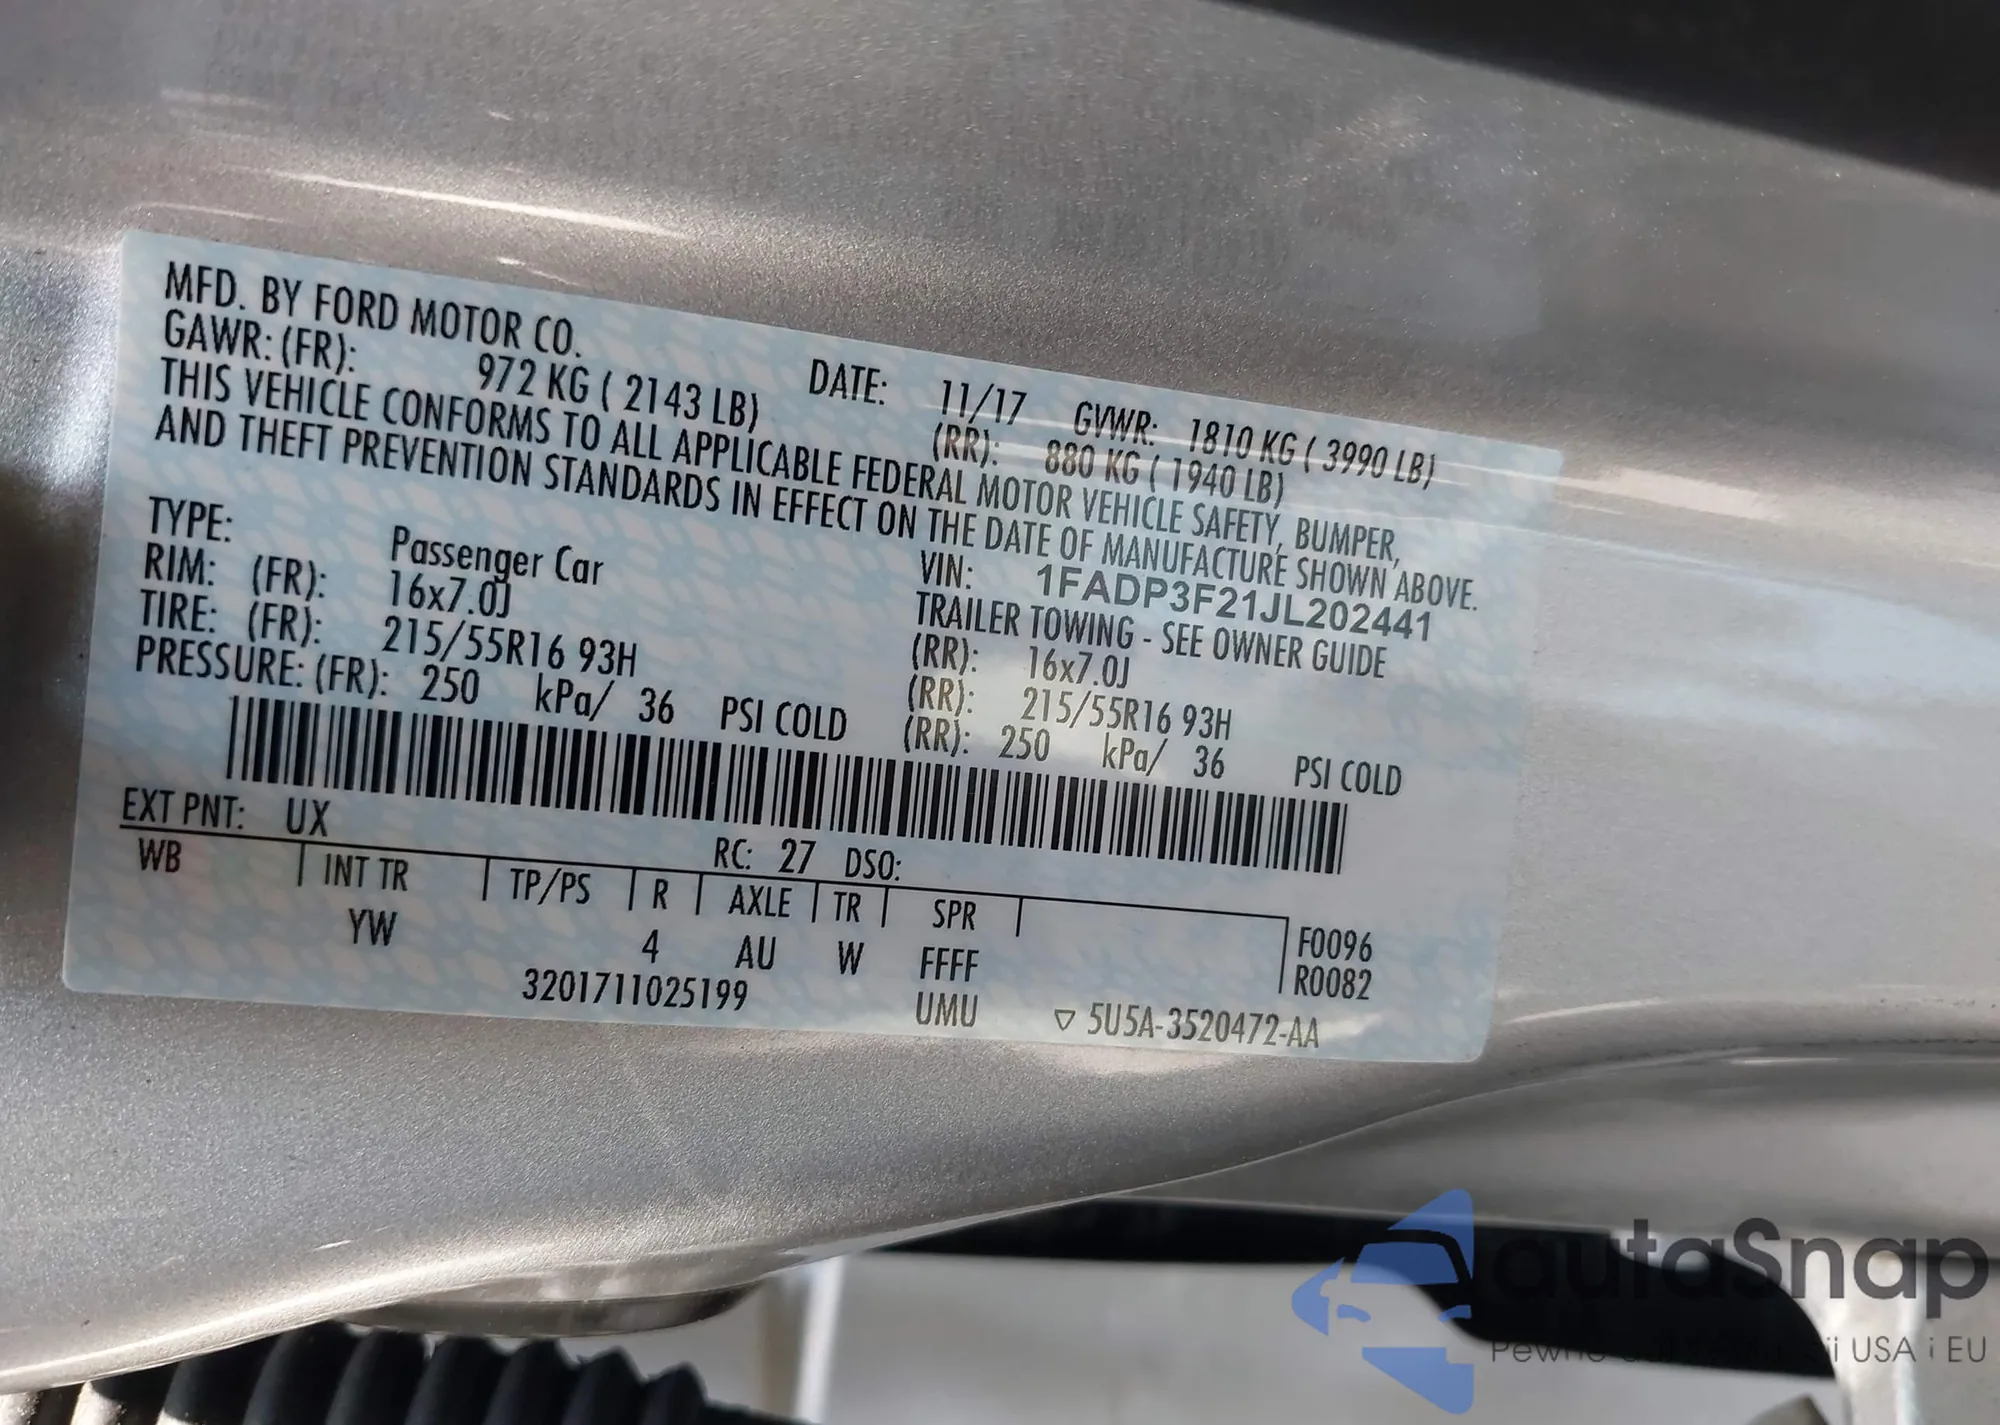 MFD. BY FORD MOTOR CO.
DATE: 11/17 GVWR: 1810 KG ( 3990 LB)
GAWR: (FR): 972 KG ( 2143 LB) (RR): 880 KG ( 1940 LB)
THIS VEHICLE CONFORMS TO ALL APPLICABLE FEDERAL MOTOR VEHICLE SAFETY, BUMPER,
AND THEFT PREVENTION STANDARDS IN EFFECT ON THE DATE OF MANUFACTURE SHOWN ABOVE.
VIN: 1FADP3F21JL202441
TYPE: Passenger Car TRAILER TOWING - SEE OWNER GUIDE
RIM: (FR): 16x7.0J (RR): 16x7.0J
TIRE: (FR): 215/55R16 93H (RR): 215/55R16 93H
PRESSURE: (FR): 250 kPa/ 36 PSI COLD (RR): 250 kPa/ 36 PSI COLD
EXT PNT: UX RC: 27 DSO:
WB INT TR TP/PS R AXLE TR SPR F0096
YW 4 AU W FFFF R0082
3201711025199 UMU ▽ 5U5A-3520472-AA
autaSnap
USA i EU